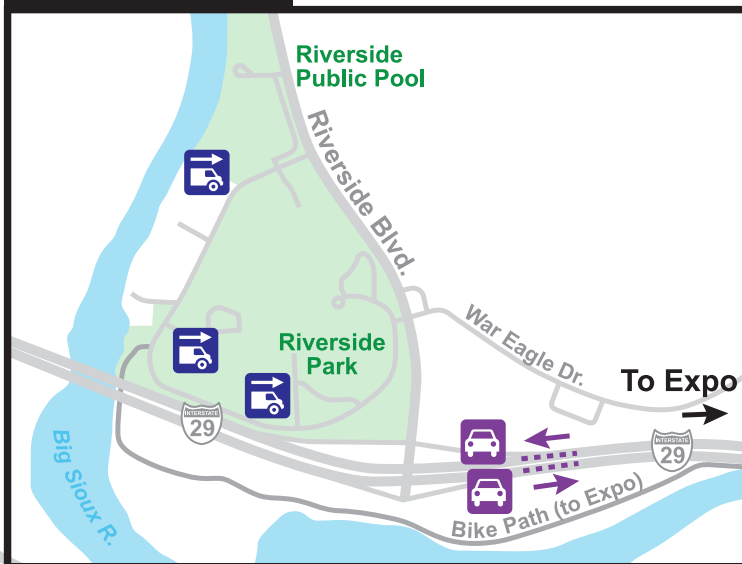 Riverside
Public Pool
Riverside Blvd.
War Eagle Dr.
Riverside
Park
To Expo
INTERSTATE
29
INTERSTATE
29
Big Sioux R.
Bike Path (to Expo)